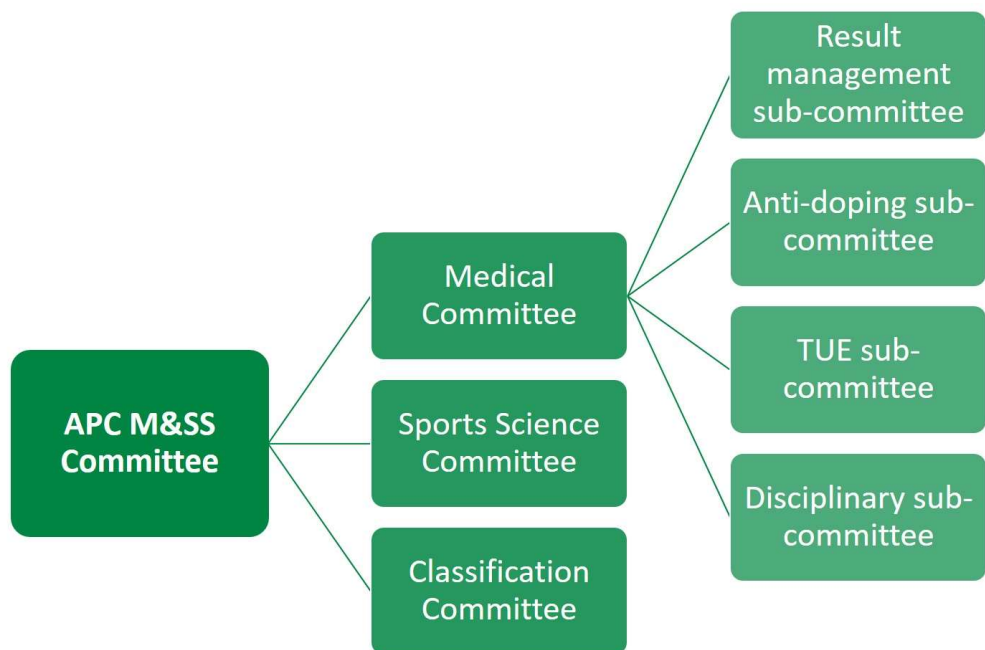 APC M&SS
Committee
Medical
Committee
Sports Science
Committee
Classification
Committee
Result
management
sub-committee
Anti-doping sub-
committee
TUE sub-
committee
Disciplinary sub-
committee